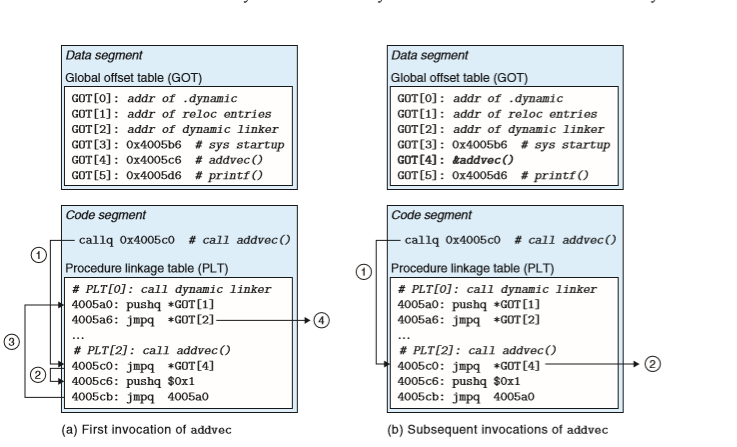 Data segment
Global offset table (GOT)
GOT[0]: addr of .dynamic
GOT[1]: addr of reloc entries
GOT[2]: addr of dynamic linker
GOT[3]: 0x4005b6 # sys startup
GOT[4]: 0x4005c6 # addvec()
GOT[5]: 0x4005d6 # printf()
Code segment
callq 0x4005c0 # call addvec()
1
Procedure linkage table (PLT)
# PLT[0]: call dynamic linker
4005a0: pushq *GOT[1]
4005a6: jmpq *GOT[2]
4
3
...
# PLT[2]: call addvec()
4005c0: jmpq *GOT[4]
2
4005c6: pushq $0x1
4005cb: jmpq 4005a0
(a) First invocation of addvec
Data segment
Global offset table (GOT)
GOT[0]: addr of .dynamic
GOT[1]: addr of reloc entries
GOT[2]: addr of dynamic linker
GOT[3]: 0x4005b6 # sys startup
GOT[4]: &addvec()
GOT[5]: 0x4005d6 # printf()
Code segment
callq 0x4005c0 # call addvec()
1
Procedure linkage table (PLT)
# PLT[0]: call dynamic linker
4005a0: pushq *GOT[1]
4005a6: jmpq *GOT[2]
...
# PLT[2]: call addvec()
4005c0: jmpq *GOT[4]
2
4005c6: pushq $0x1
4005cb: jmpq 4005a0
(b) Subsequent invocations of addvec